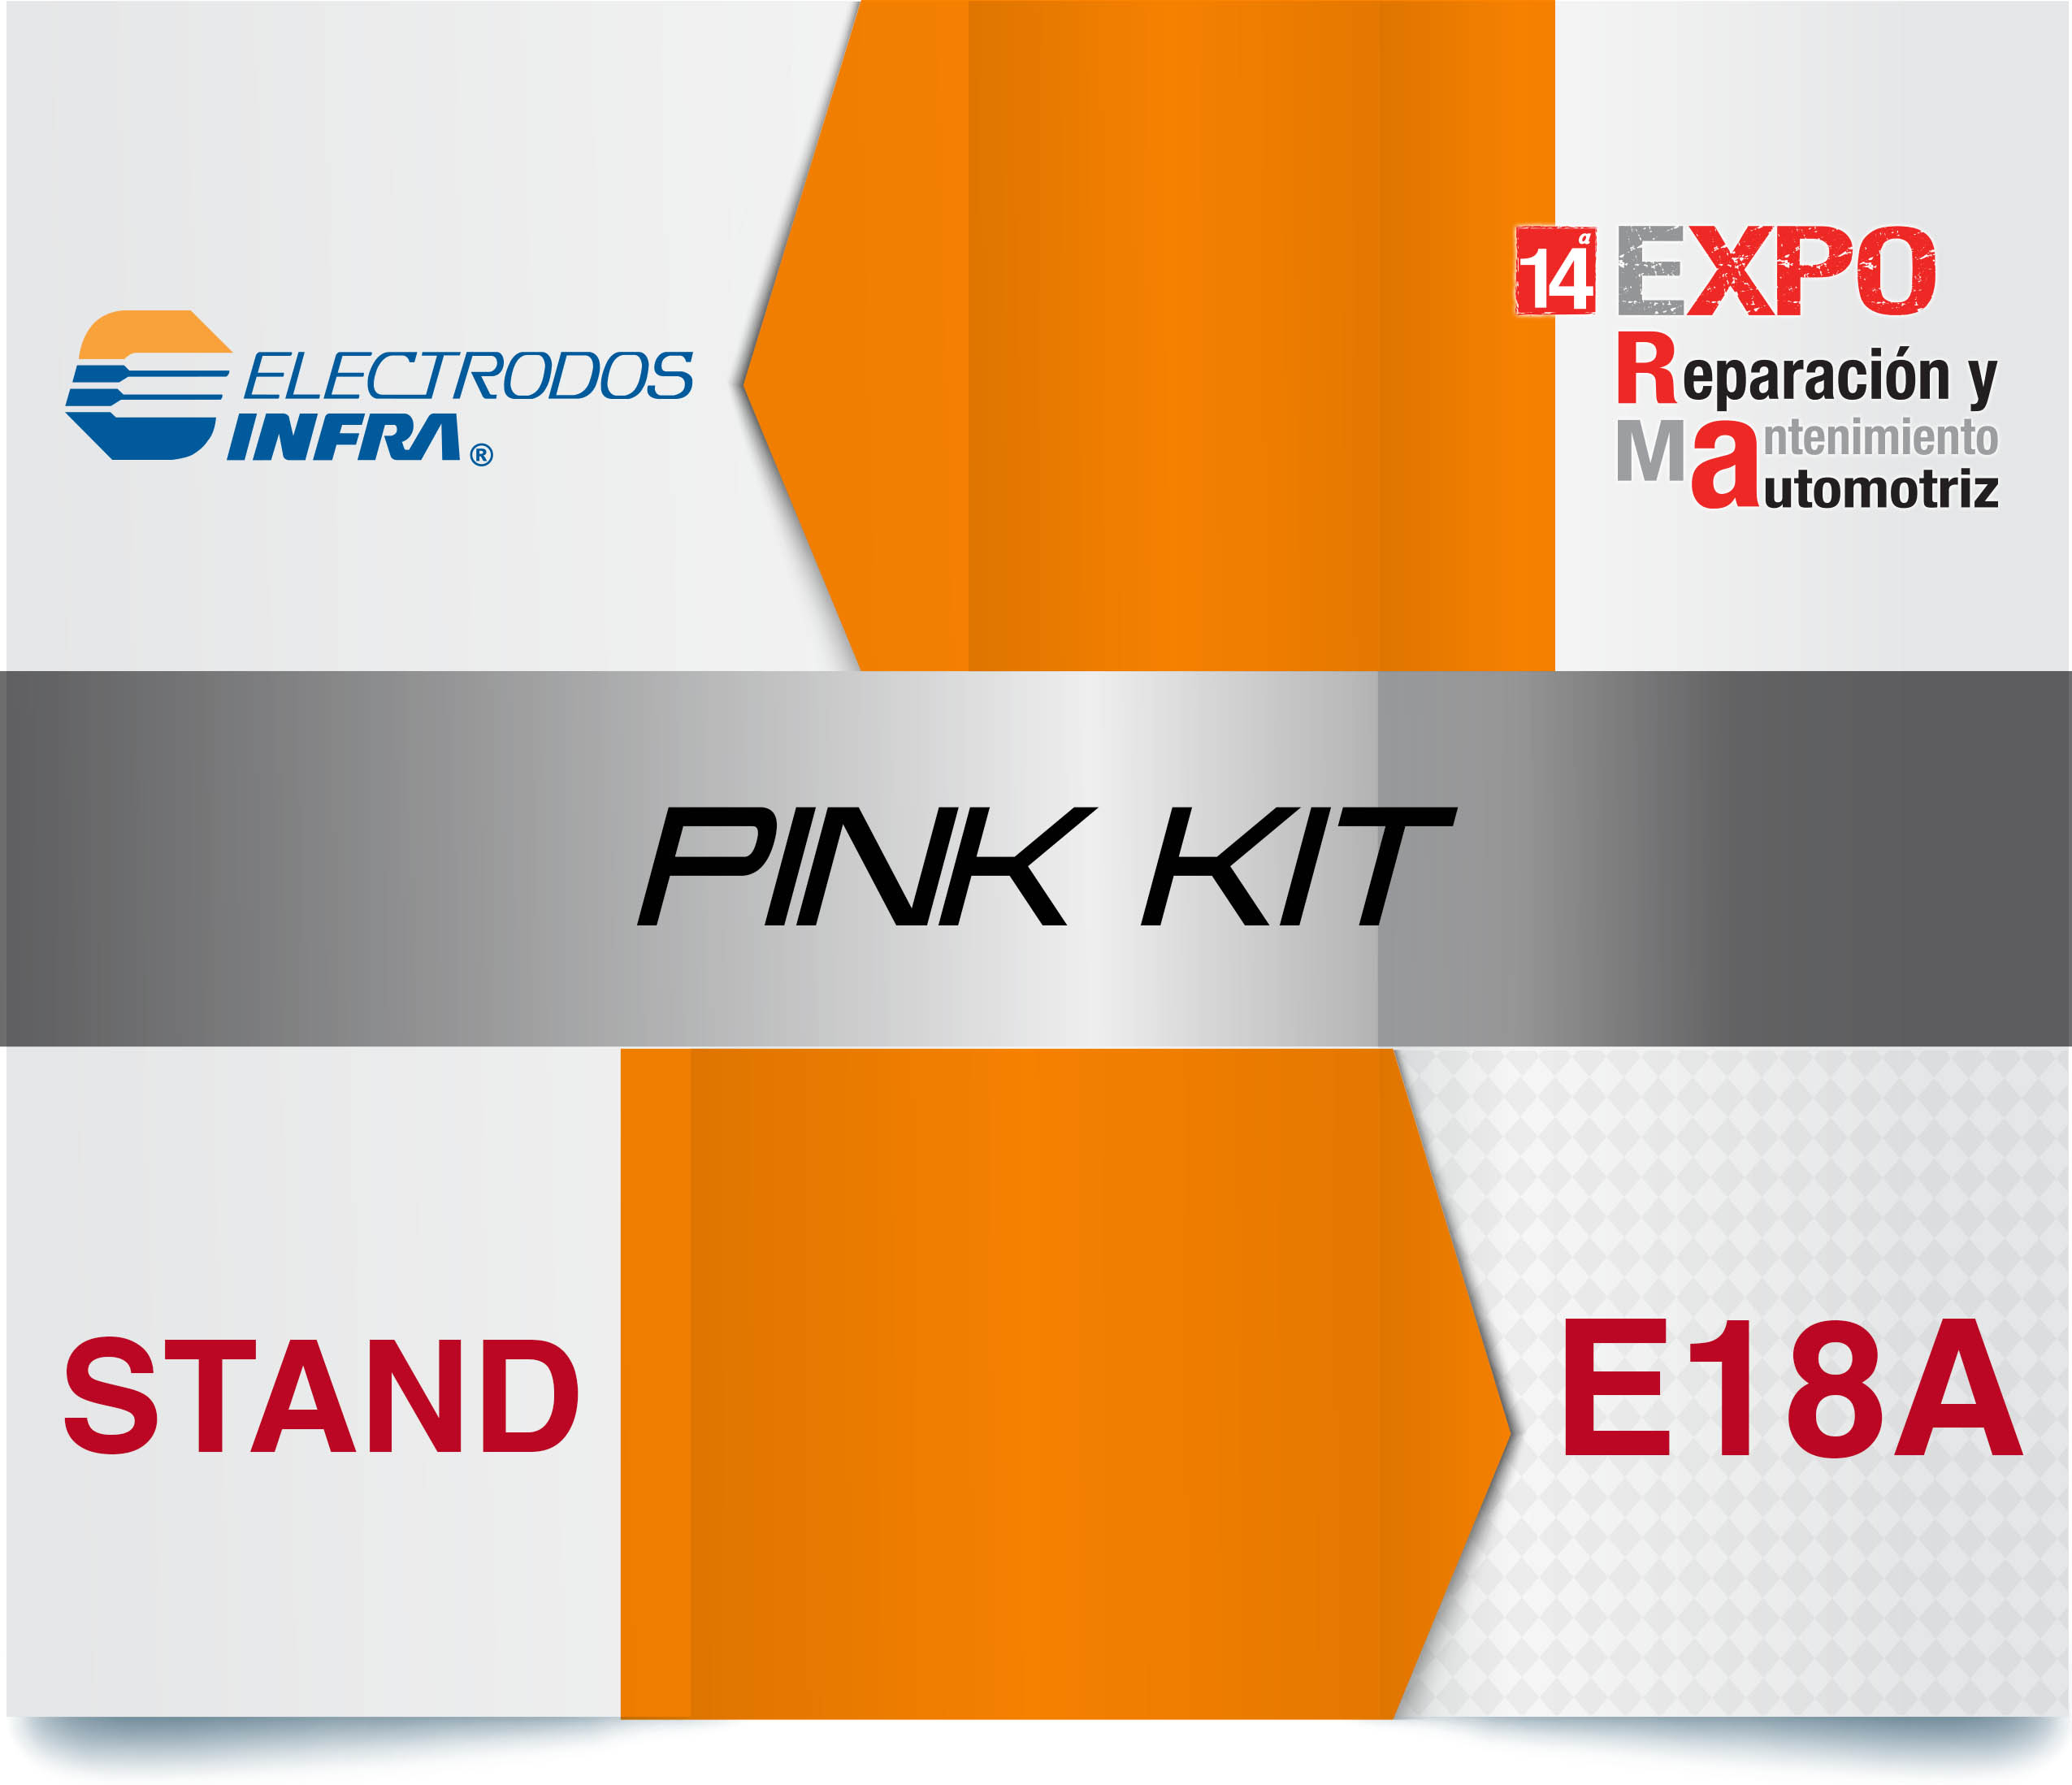 ELECTRODOS
INFRA®
14ª EXPO
Reparación y
Mantenimiento
automotriz
PINK KIT
STAND
E18A